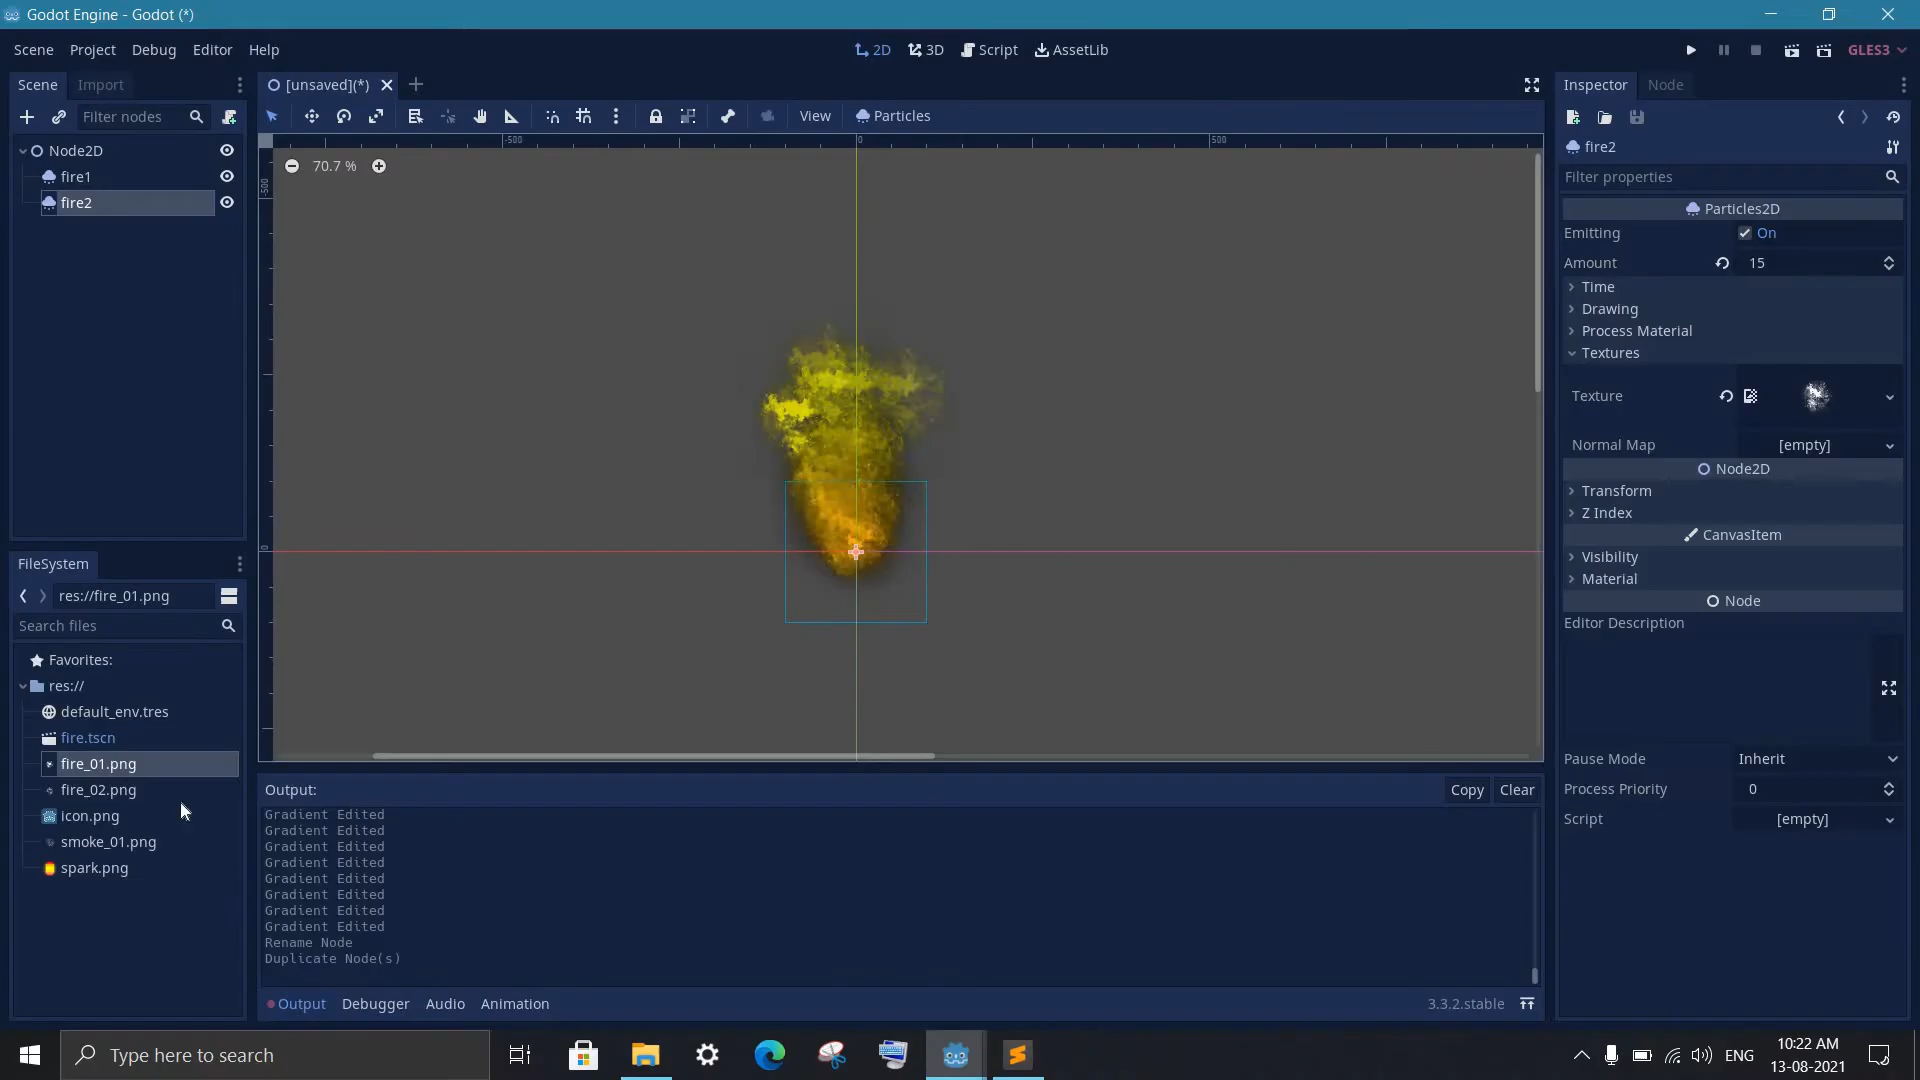 Godot Engine - Godot (*)
Scene Project Debug Editor Help
2D 3D Script AssetLib
GLES3
Scene Import
[unsaved](*)
Inspector Node
Filter nodes
View Particles
Node2D
fire1
fire2
-500 0 500
-500
0
70.7 %
fire2
Filter properties
Particles2D
Emitting On
Amount 15
Time
Drawing
Process Material
Textures
Texture
Normal Map [empty]
Node2D
Transform
Z Index
CanvasItem
Visibility
Material
Node
Editor Description
Pause Mode Inherit
Process Priority 0
Script [empty]
FileSystem
res://fire_01.png
Search files
Favorites:
res://
default_env.tres
fire.tscn
fire_01.png
fire_02.png
icon.png
smoke_01.png
spark.png
Output: Copy Clear
Gradient Edited
Gradient Edited
Gradient Edited
Gradient Edited
Gradient Edited
Gradient Edited
Gradient Edited
Gradient Edited
Rename Node
Duplicate Node(s)
Output Debugger Audio Animation 3.3.2.stable
Type here to search
ENG
10:22 AM
13-08-2021